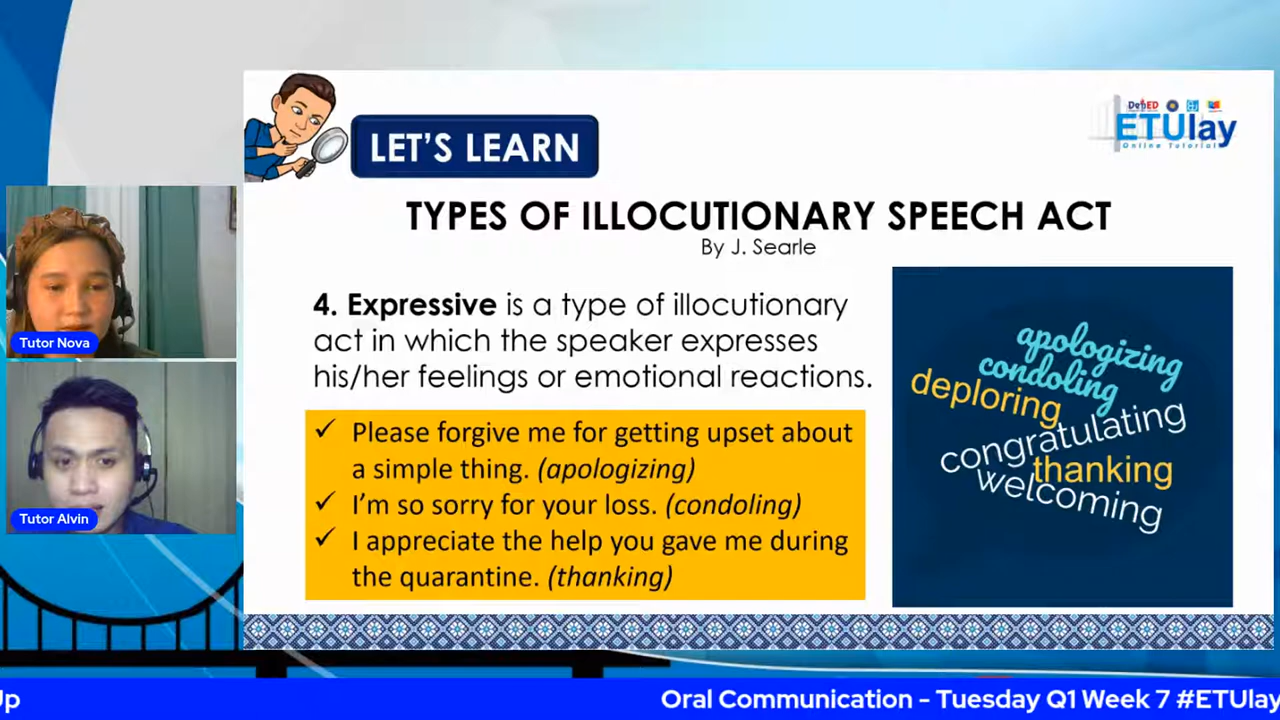 LET'S LEARN
DepED
ETUlay
Online Tutorial
TYPES OF ILLOCUTIONARY SPEECH ACT
By J. Searle
4. Expressive is a type of illocutionary
act in which the speaker expresses
his/her feelings or emotional reactions.
✓ Please forgive me for getting upset about
a simple thing. (apologizing)
✓ I'm so sorry for your loss. (condoling)
✓ I appreciate the help you gave me during
the quarantine. (thanking)
apologizing
condoling
deploring
congratulating
thanking
welcoming
Tutor Nova
Tutor Alvin
Up
Oral Communication - Tuesday Q1 Week 7 #ETUlay